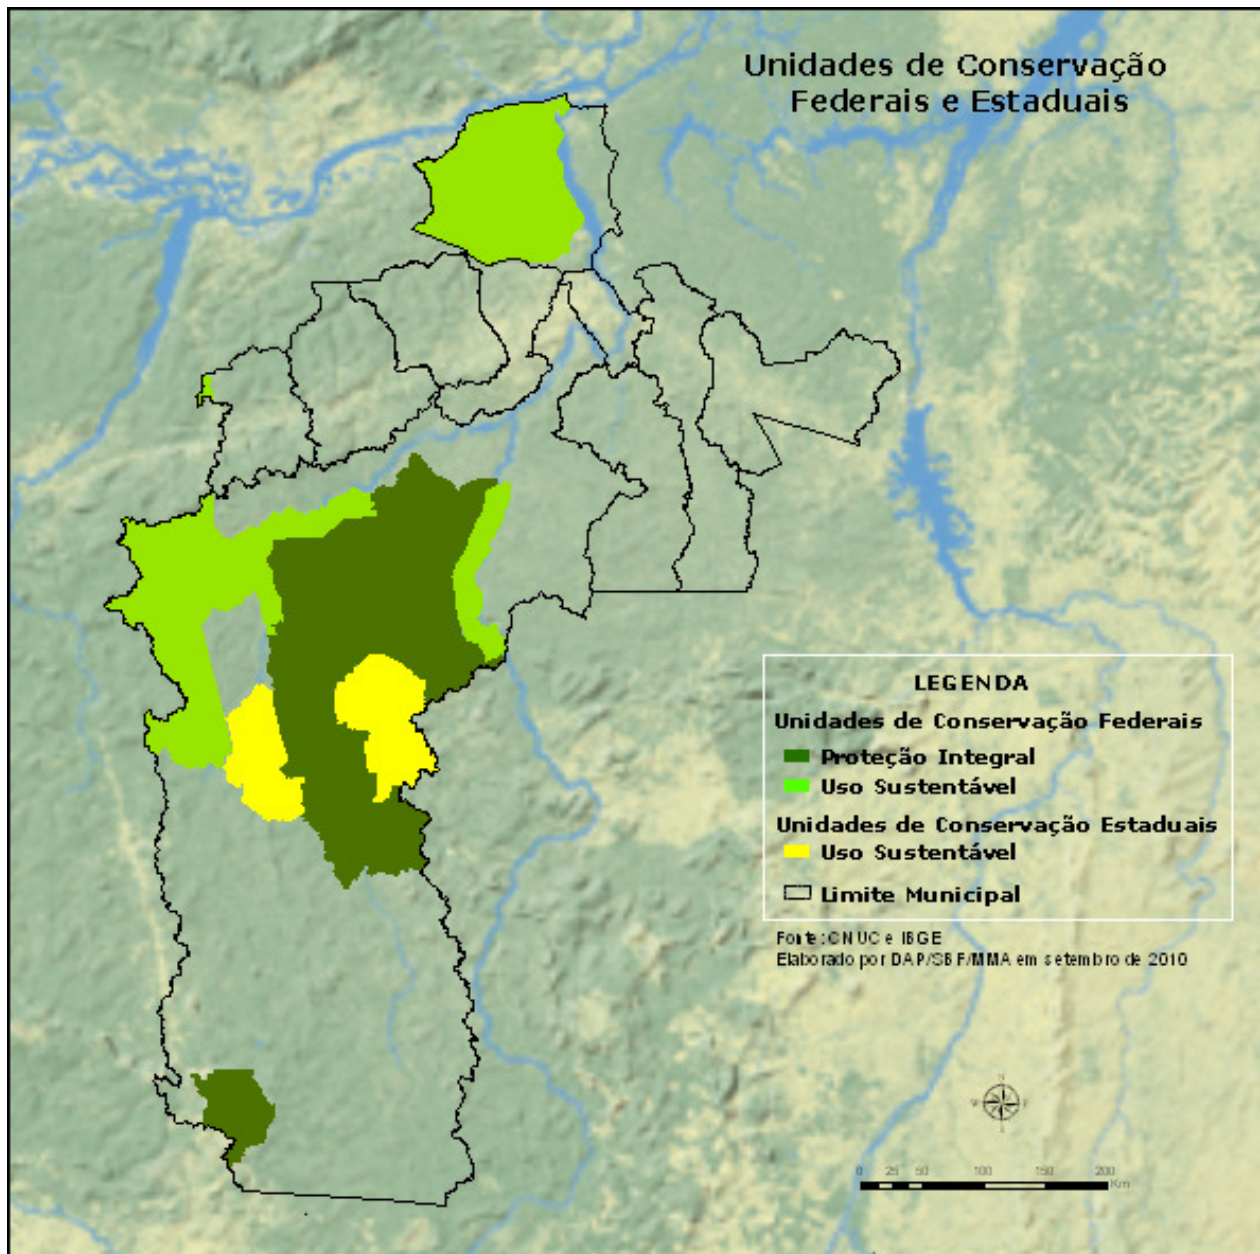 Unidades de Conservação
Federais e Estaduais
LEGENDA
Unidades de Conservação Federais
Proteção Integral
Uso Sustentável
Unidades de Conservação Estaduais
Uso Sustentável
Limite Municipal
Fonte: CNUC e IBGE
Elaborado por DAP/SBF/MMA em setembro de 2010
N
W E
S
0 25 50 100 150 200
Km